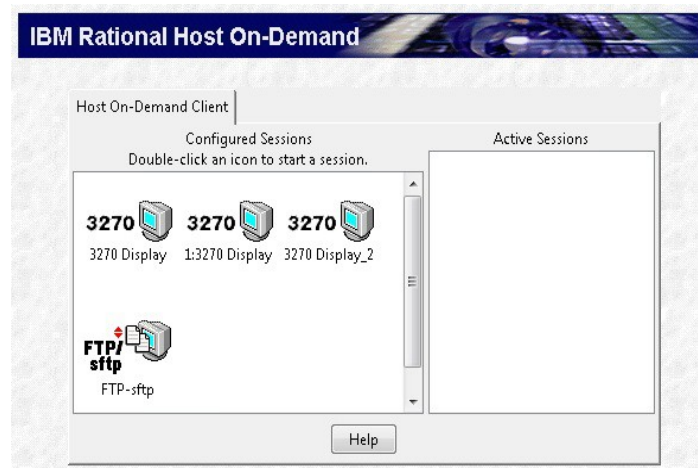 IBM Rational Host On-Demand
Host On-Demand Client
Configured Sessions
Double-click an icon to start a session.
Active Sessions
3270
3270 Display
3270
1:3270 Display
3270
3270 Display_2
FTP/
sftp
FTP-sftp
Help